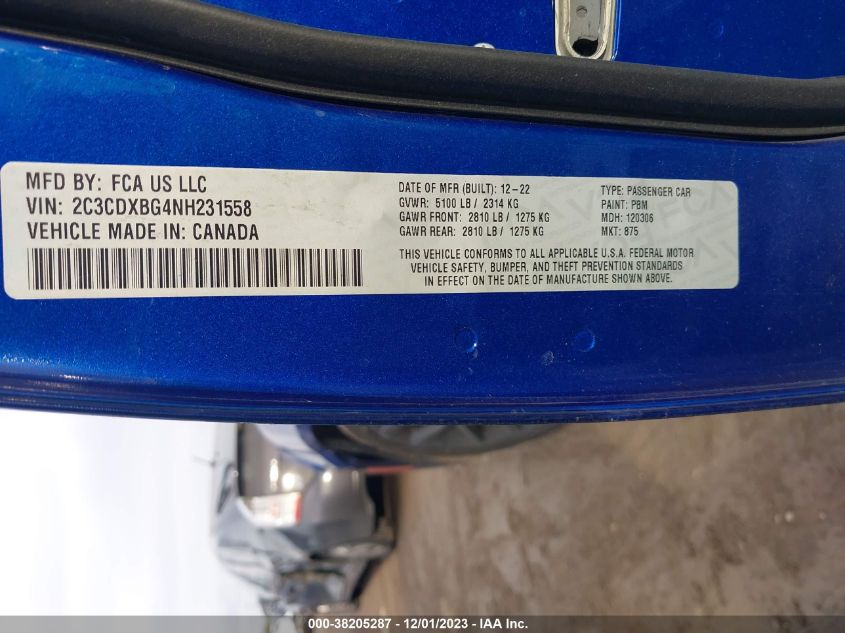 MFD BY: FCA US LLC
VIN: 2C3CDXBG4NH231558
VEHICLE MADE IN: CANADA
DATE OF MFR (BUILT): 12-22
GVWR: 5100 LB / 2314 KG
GAWR FRONT: 2810 LB / 1275 KG
GAWR REAR: 2810 LB / 1275 KG
TYPE: PASSENGER CAR
PAINT: PBM
MDH: 120306
MKT: 875
THIS VEHICLE CONFORMS TO ALL APPLICABLE U.S.A. FEDERAL MOTOR
VEHICLE SAFETY, BUMPER, AND THEFT PREVENTION STANDARDS
IN EFFECT ON THE DATE OF MANUFACTURE SHOWN ABOVE.
000-38205287 - 12/01/2023 - IAA Inc.